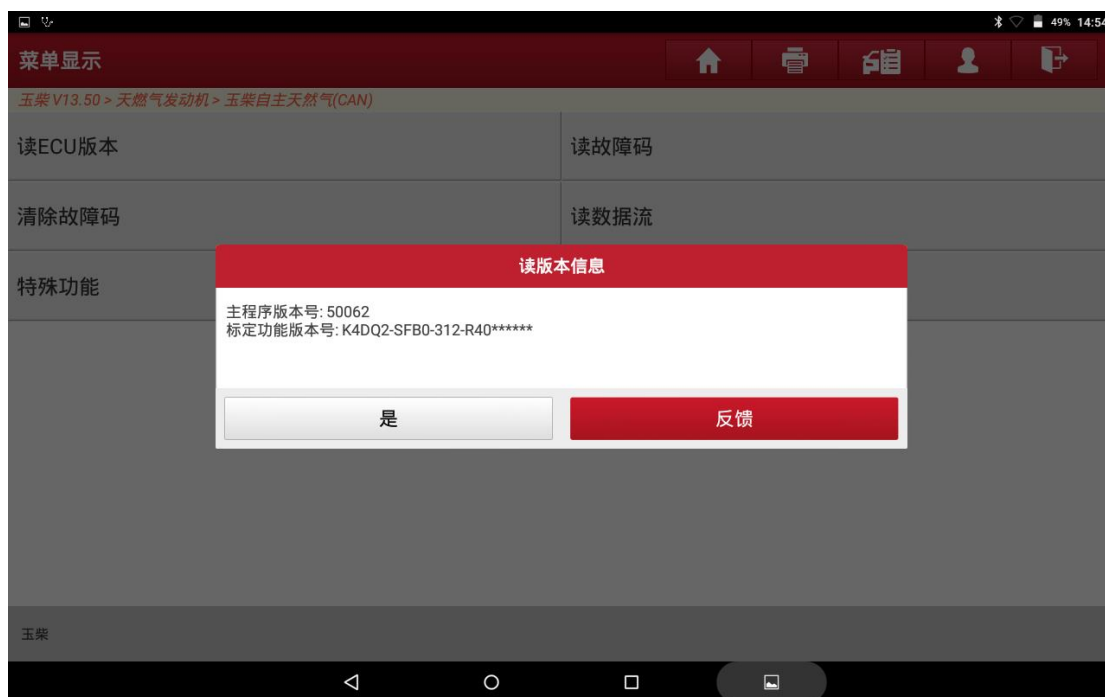 49% 14:54
菜单显示
玉柴V13.50 > 天燃气发动机 > 玉柴自主天然气(CAN)
读ECU版本
读故障码
清除故障码
读数据流
特殊功能
读版本信息
主程序版本号: 50062
标定功能版本号: K4DQ2-SFB0-312-R40******
是
反馈
玉柴